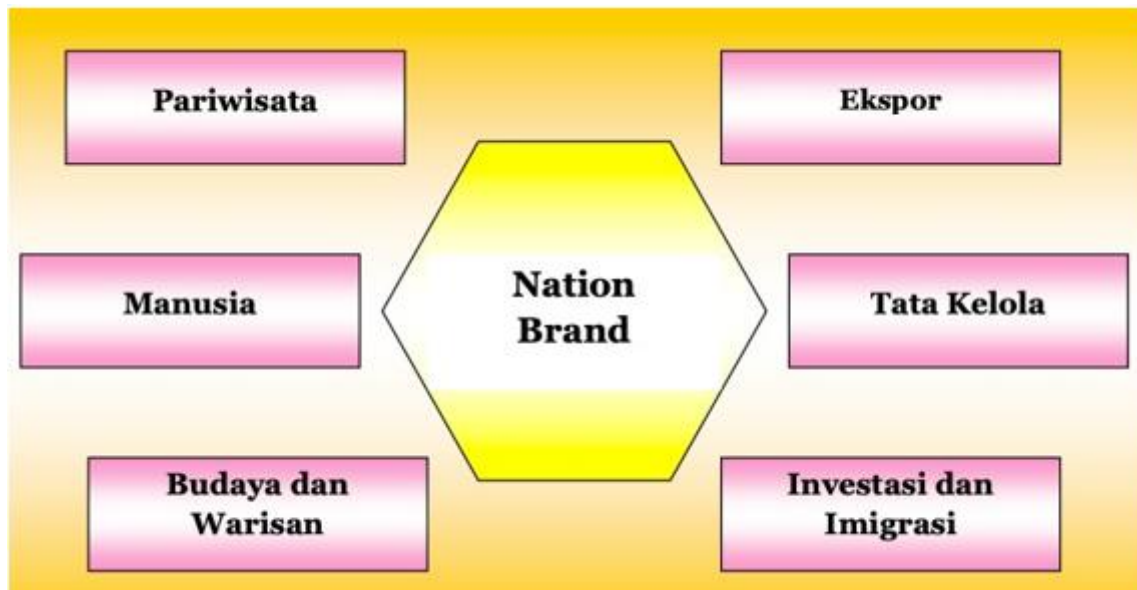 Pariwisata
Ekspor
Manusia
Nation
Brand
Tata Kelola
Budaya dan
Warisan
Investasi dan
Imigrasi